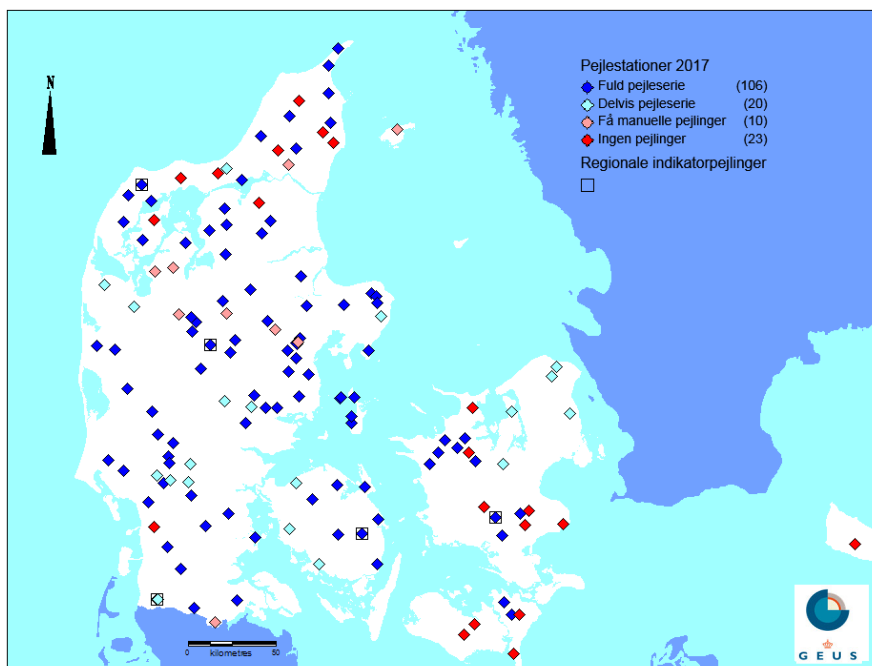 N
Pejlestationer 2017
Fuld pejleserie (106)
Delvis pejleserie (20)
Få manuelle pejlinger (10)
Ingen pejlinger (23)
Regionale indikatorpejlinger
0 50
kilometres
G E U S